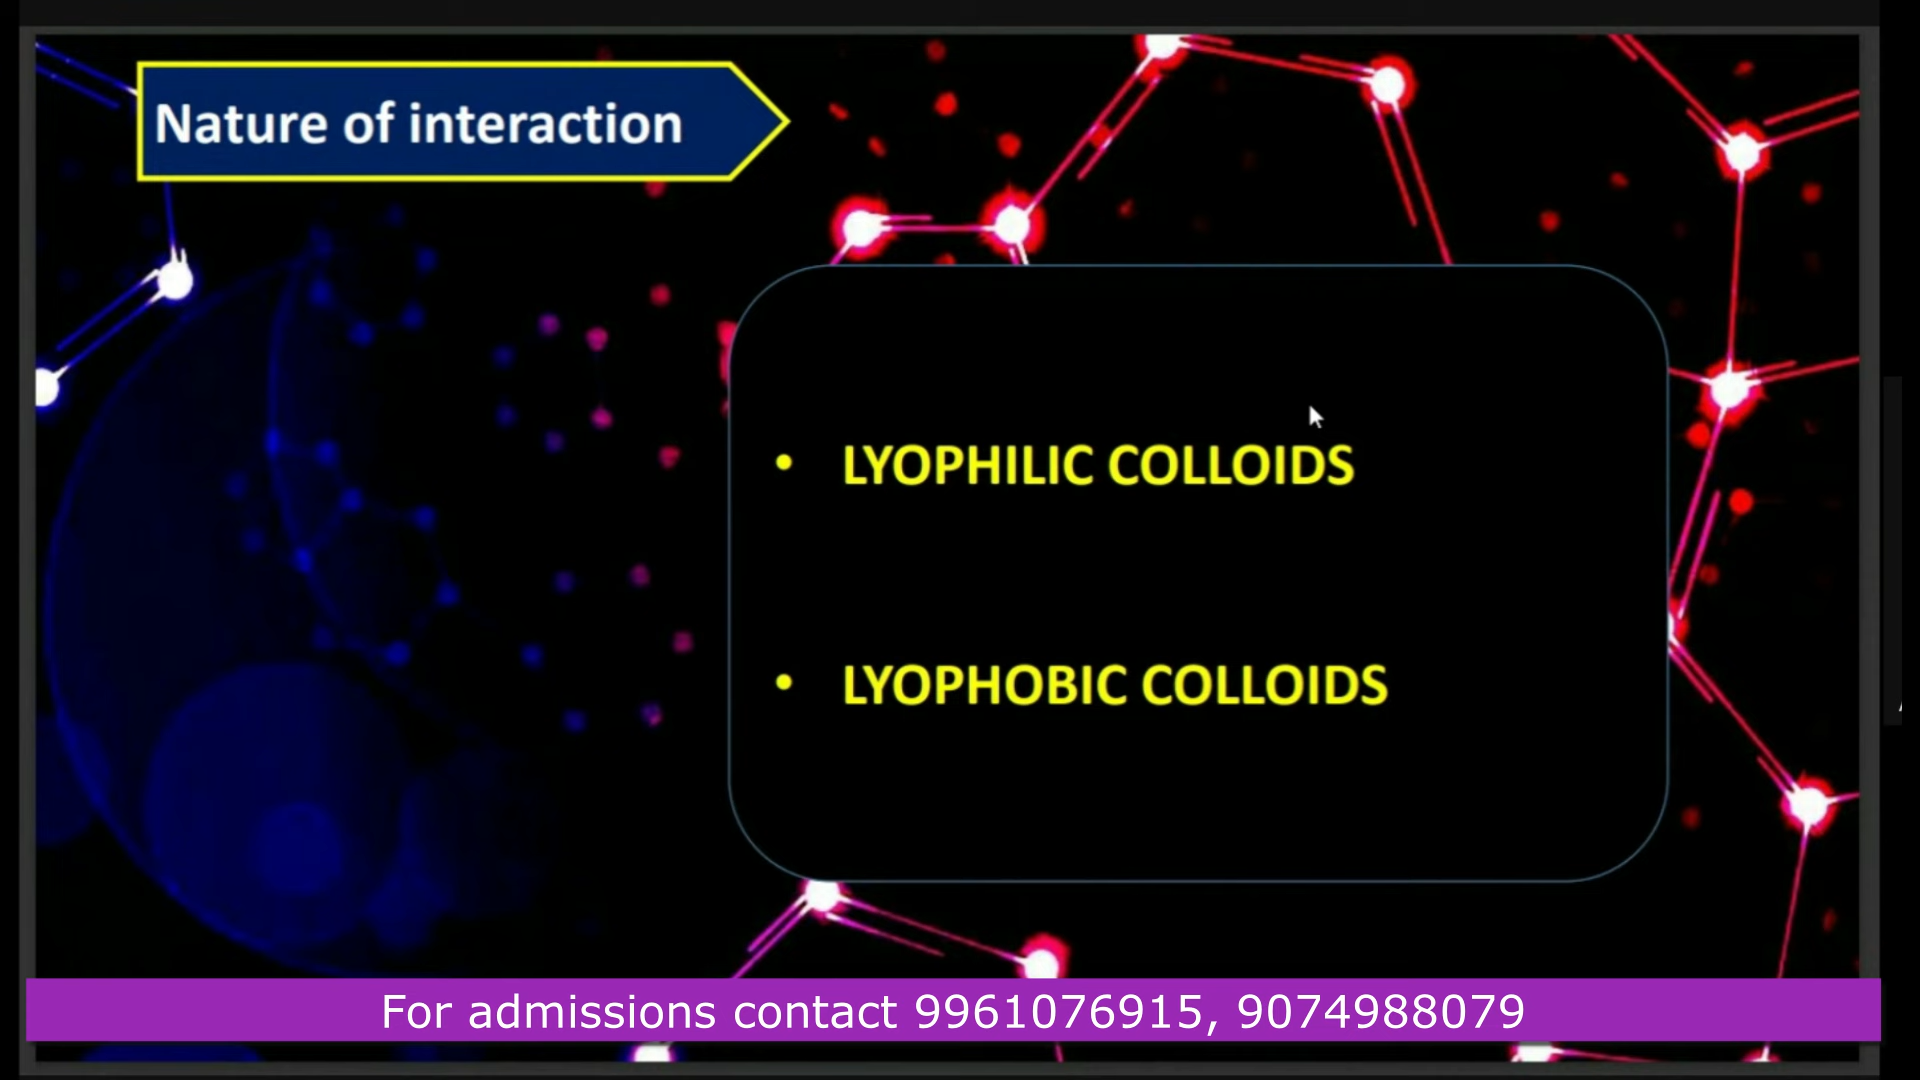 Nature of interaction
• LYOPHILIC COLLOIDS
• LYOPHOBIC COLLOIDS
For admissions contact 9961076915, 9074988079